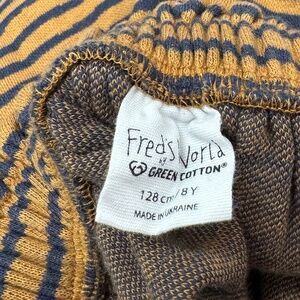 Fred's World
by
GREEN COTTON®
128 cm / 8 Y
MADE IN UKRAINE